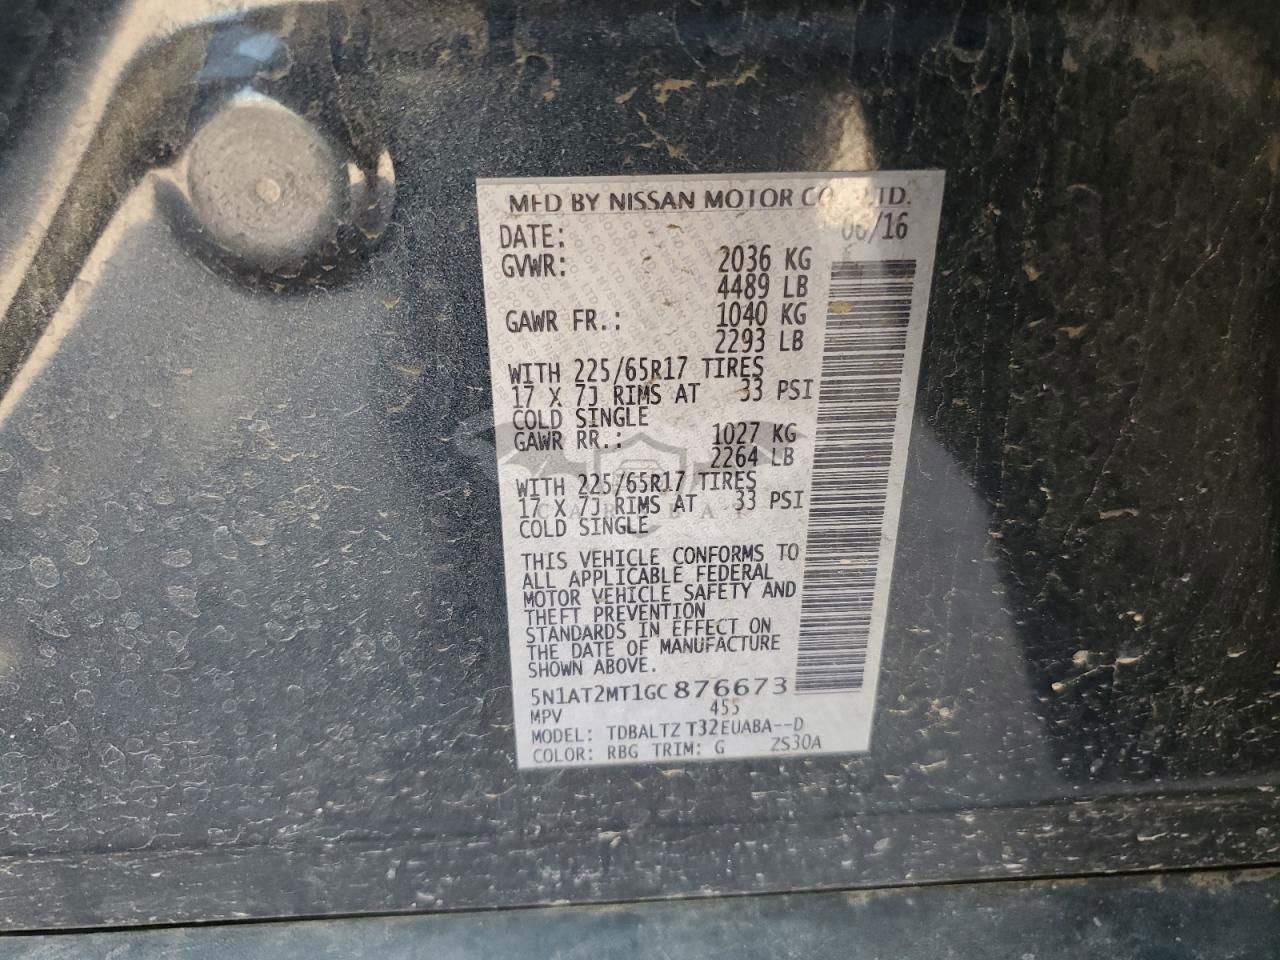 MFD BY NISSAN MOTOR CO., LTD.
DATE: 06/16
GVWR: 2036 KG
4489 LB
GAWR FR.: 1040 KG
2293 LB
WITH 225/65R17 TIRES
17 X 7J RIMS AT 33 PSI
COLD SINGLE
GAWR RR.: 1027 KG
2264 LB
WITH 225/65R17 TIRES
17 X 7J RIMS AT 33 PSI
COLD SINGLE
THIS VEHICLE CONFORMS TO
ALL APPLICABLE FEDERAL
MOTOR VEHICLE SAFETY AND
THEFT PREVENTION
STANDARDS IN EFFECT ON
THE DATE OF MANUFACTURE
SHOWN ABOVE.
5N1AT2MT1GC876673
MPV 455
MODEL: TDBALTZ T32EUABA--D
COLOR: RBG TRIM: G ZS30A